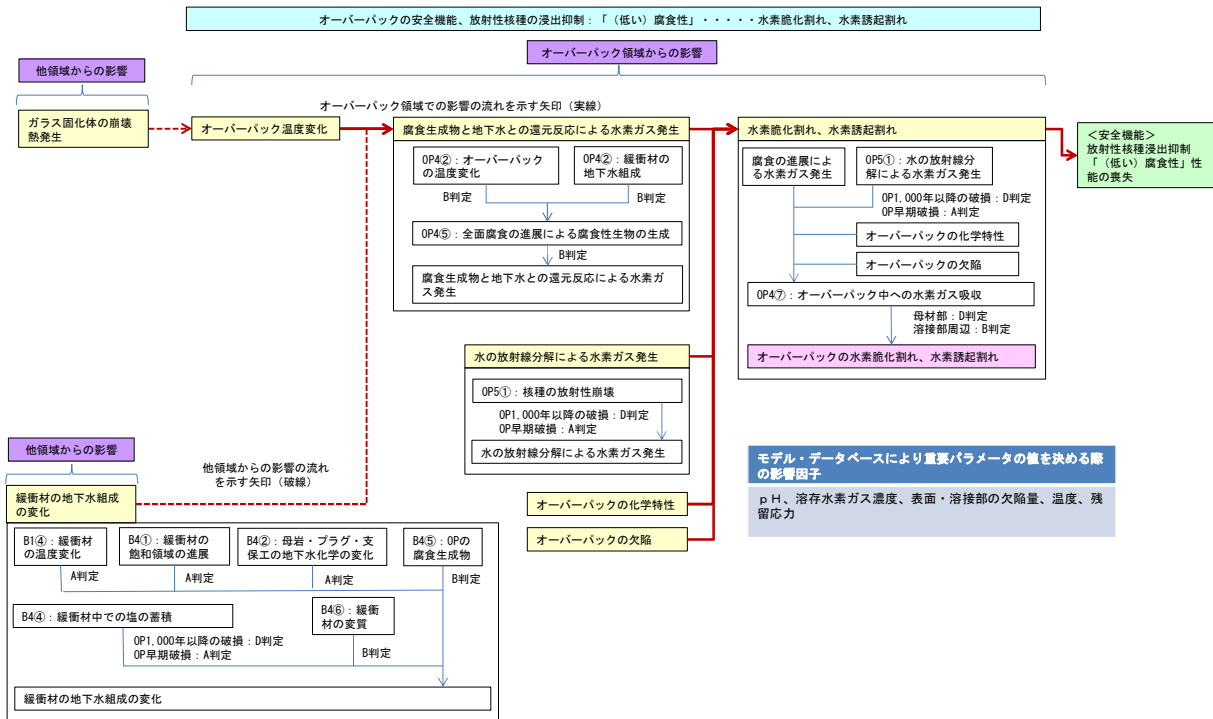 オーバーパックの安全機能、放射性核種の浸出抑制：「（低い）腐食性」・・・・・水素脆化割れ、水素誘起割れ
オーバーパック領域からの影響
他領域からの影響
オーバーパック領域での影響の流れを示す矢印（実線）
ガラス固化体の崩壊
熱発生
オーバーパック温度変化
腐食生成物と地下水との還元反応による水素ガス発生
OP4②：オーバーパック
の温度変化
OP4②：緩衝材の
地下水組成
B判定
B判定
OP4⑤：全面腐食の進展による腐食性生物の生成
B判定
腐食生成物と地下水との還元反応による水素ガ
ス発生
水素脆化割れ、水素誘起割れ
腐食の進展によ
る水素ガス発生
OP5①：水の放射線分
解による水素ガス発生
OP1,000年以降の破損：D判定
OP早期破損：A判定
オーバーパックの化学特性
オーバーパックの欠陥
OP4⑦：オーバーパック中への水素ガス吸収
母材部：D判定
溶接部周辺：B判定
オーバーパックの水素脆化割れ、水素誘起割れ
＜安全機能＞
放射性核種浸出抑制
「（低い）腐食性」性
能の喪失
水の放射線分解による水素ガス発生
OP5①：核種の放射性崩壊
OP1,000年以降の破損：D判定
OP早期破損：A判定
水の放射線分解による水素ガス発生
オーバーパックの化学特性
オーバーパックの欠陥
モデル・データベースにより重要パラメータの値を決める際
の影響因子
ｐＨ、溶存水素ガス濃度、表面・溶接部の欠陥量、温度、残
留応力
他領域からの影響
他領域からの影響の流れ
を示す矢印（破線）
緩衝材の地下水組成
の変化
B1④：緩衝材
の温度変化
B4①：緩衝材の
飽和領域の進展
B4②：母岩・プラグ・支
保工の地下水化学の変化
B4⑤：OPの
腐食生成物
A判定
A判定
A判定
B判定
B4④：緩衝材中での塩の蓄積
B4⑥：緩衝
材の変質
OP1,000年以降の破損：D判定
OP早期破損：A判定
B判定
緩衝材の地下水組成の変化